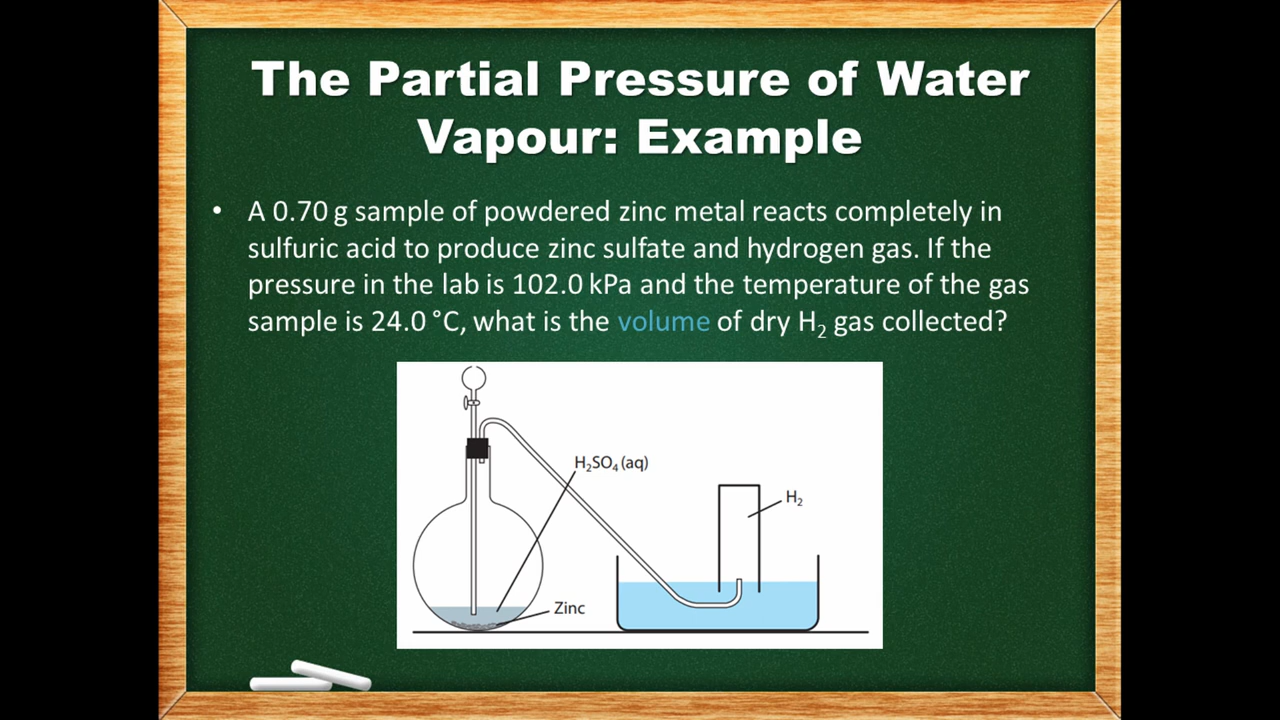 The Partial Pressure of Water
Vapour: Example
• A 0.70 g sample of powdered zinc metal reacts completely in
sulfuric acid to produce zinc sulfate and hydrogen gas. If the
pressure in the lab is 102.0 kPa and the temperature of the gas
sample is 24.0 °C, what is the volume of dry H₂ gas collected?
H₂SO₄ (aq)
H₂
Zinc